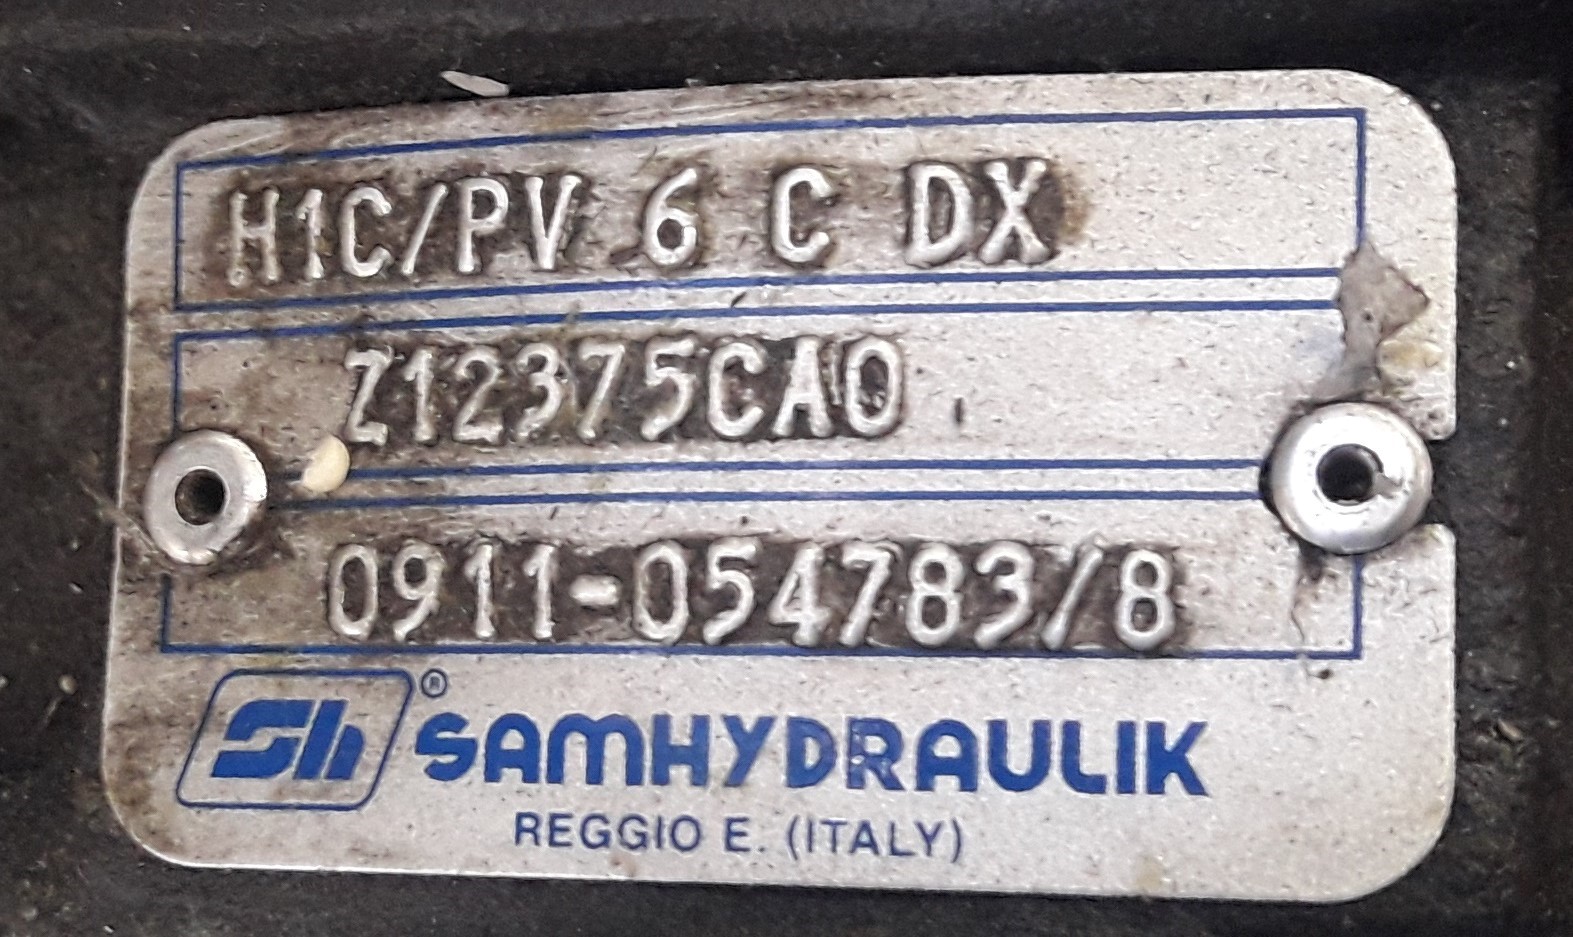 H1C/PV 6 C DX
Z12375CA0
0911-054783/8
Sh ® SAMHYDRAULIK
REGGIO E. (ITALY)